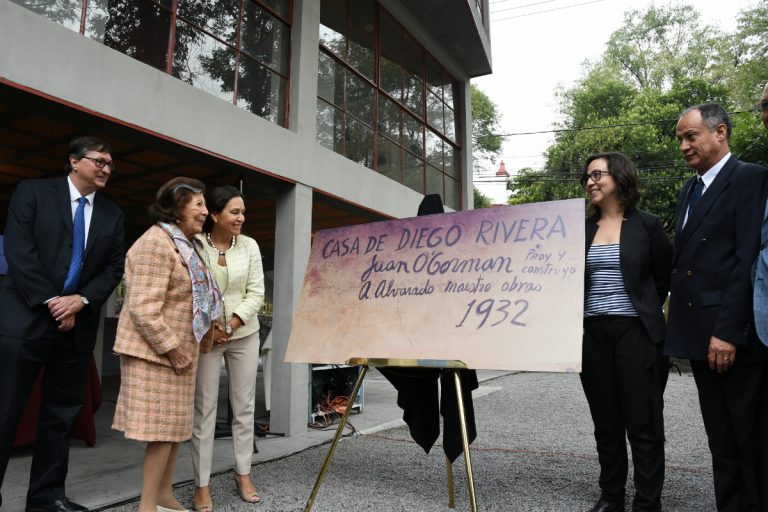 CASA DE DIEGO RIVERA
Juan O'Gorman Proy y construyo
A Alvarado maestro obras
1932